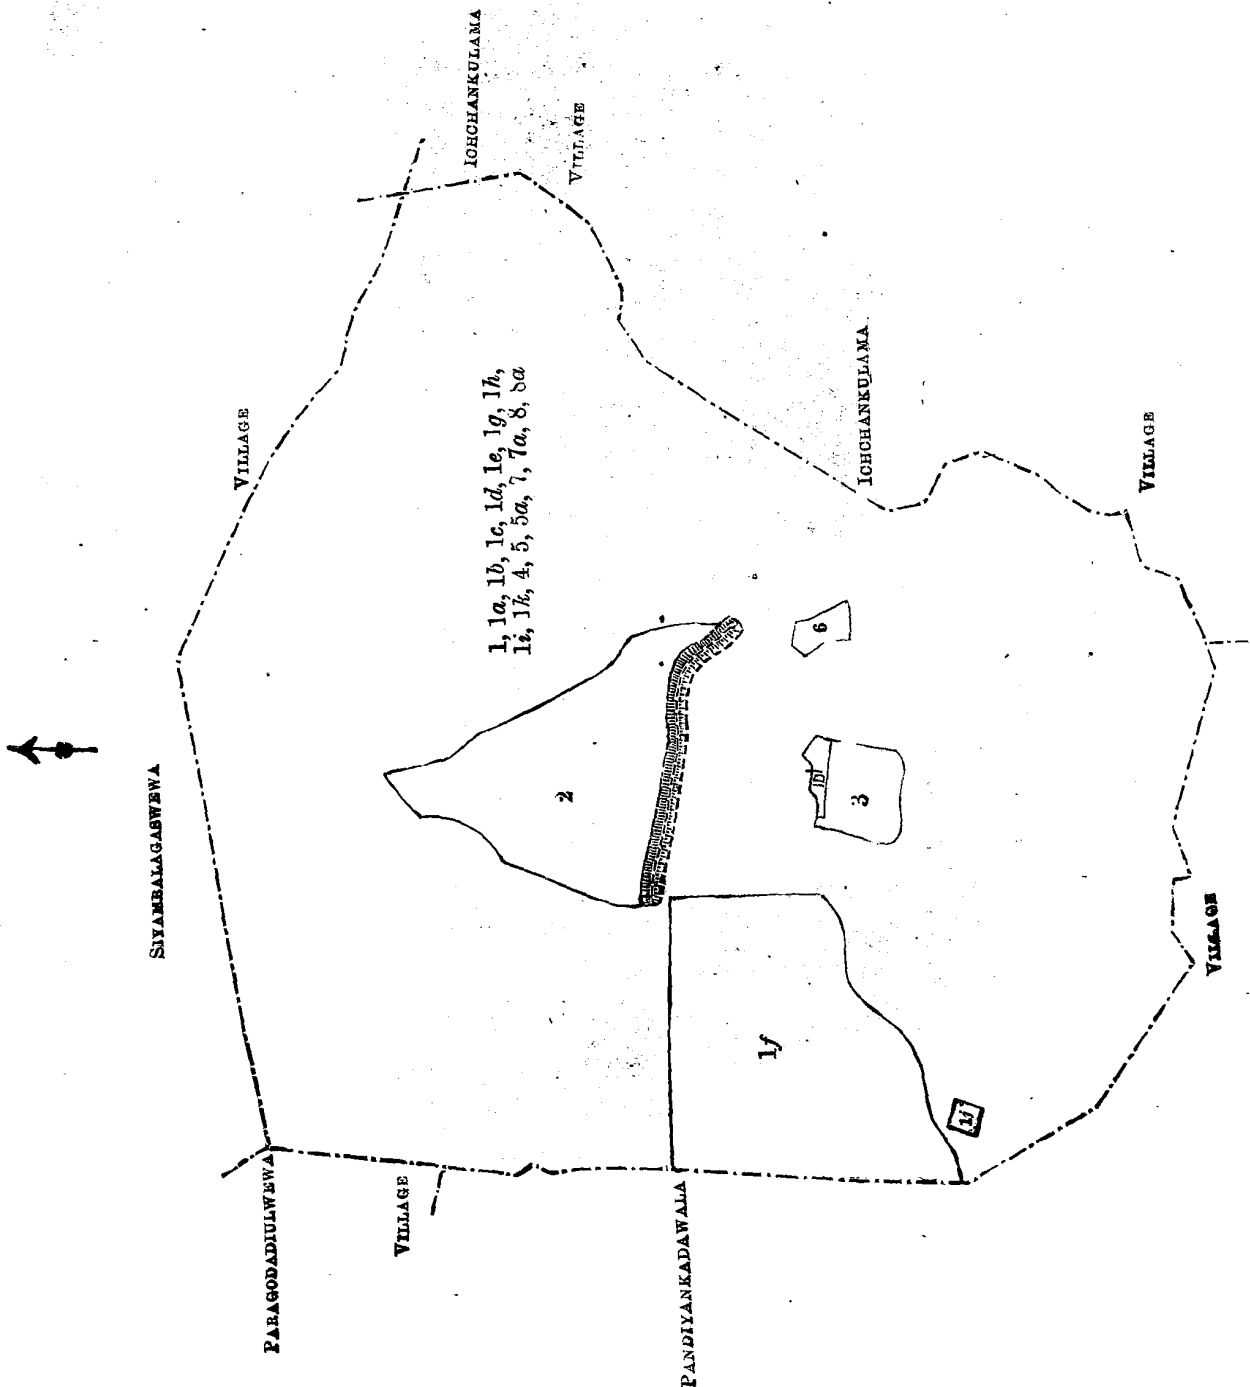 ICHCHANKULAMA
VILLAGE
VILLAGE
SIYAMBALAGASWEWA
1, 1a, 1b, 1c, 1d, 1e, 1g, 1h,
1i, 1k, 4, 5, 5a, 7, 7a, 8, 8a
ICHCHANKULAMA
VILLAGE
2
6
3
1f
1j
VILLAGE
PARAGODADIULWEWA
VILLAGE
PANDIYANKADAWALA